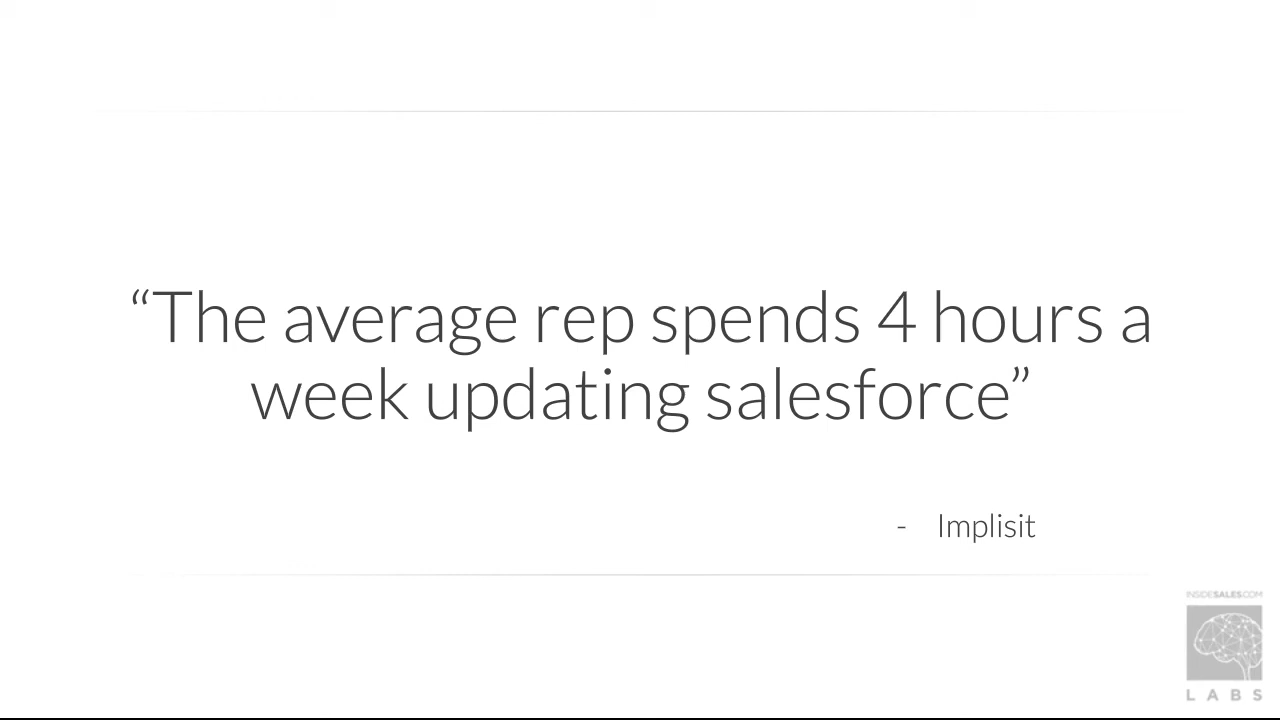 “The average rep spends 4 hours a
week updating salesforce”
- Implisit
INSIDESALES.COM
LABS